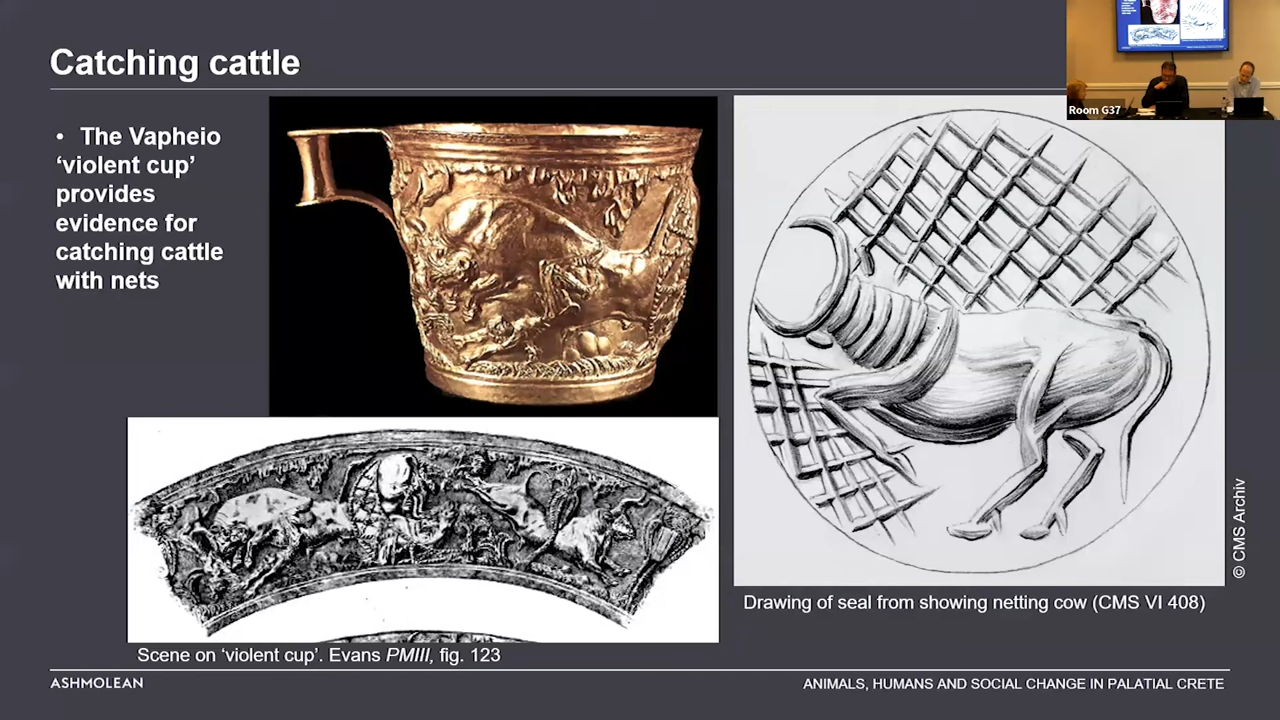 Catching cattle
• The Vapheio
‘violent cup’
provides
evidence for
catching cattle
with nets
Room G37
© CMS Archiv
Drawing of seal from showing netting cow (CMS VI 408)
Scene on ‘violent cup’. Evans PMIII, fig. 123
ASHMOLEAN
ANIMALS, HUMANS AND SOCIAL CHANGE IN PALATIAL CRETE